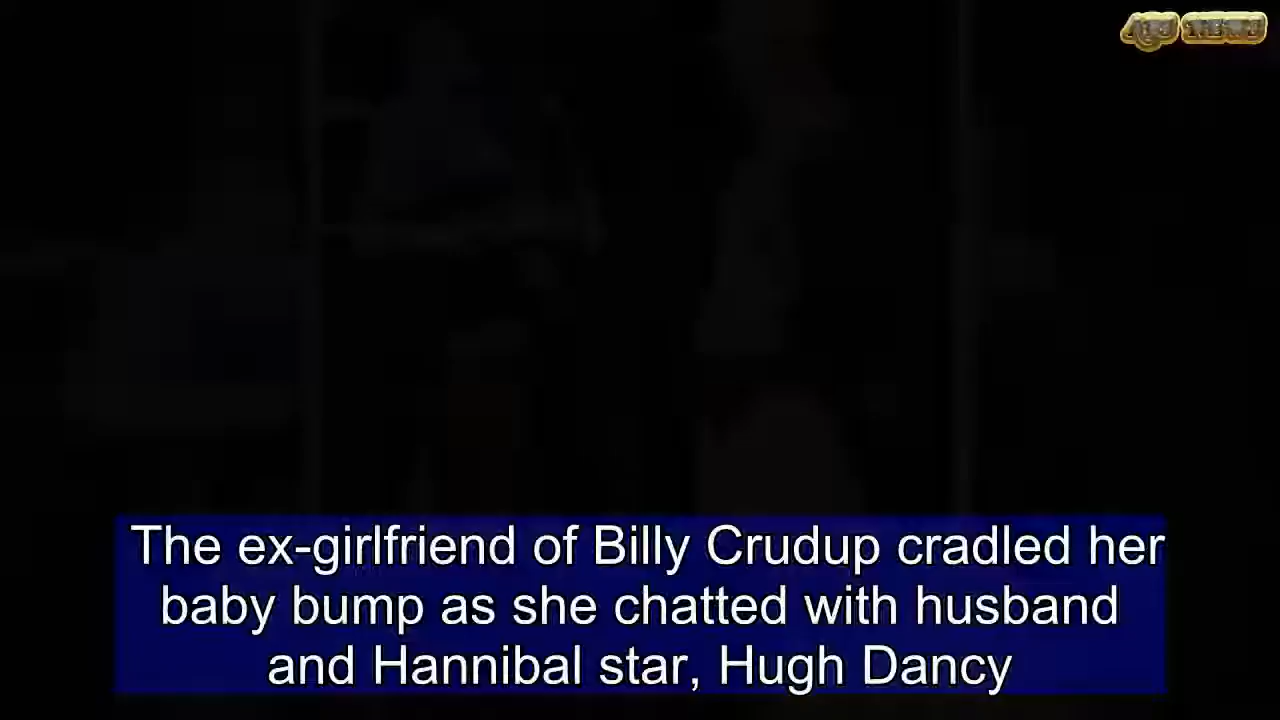 The ex-girlfriend of Billy Crudup cradled her
baby bump as she chatted with husband
and Hannibal star, Hugh Dancy